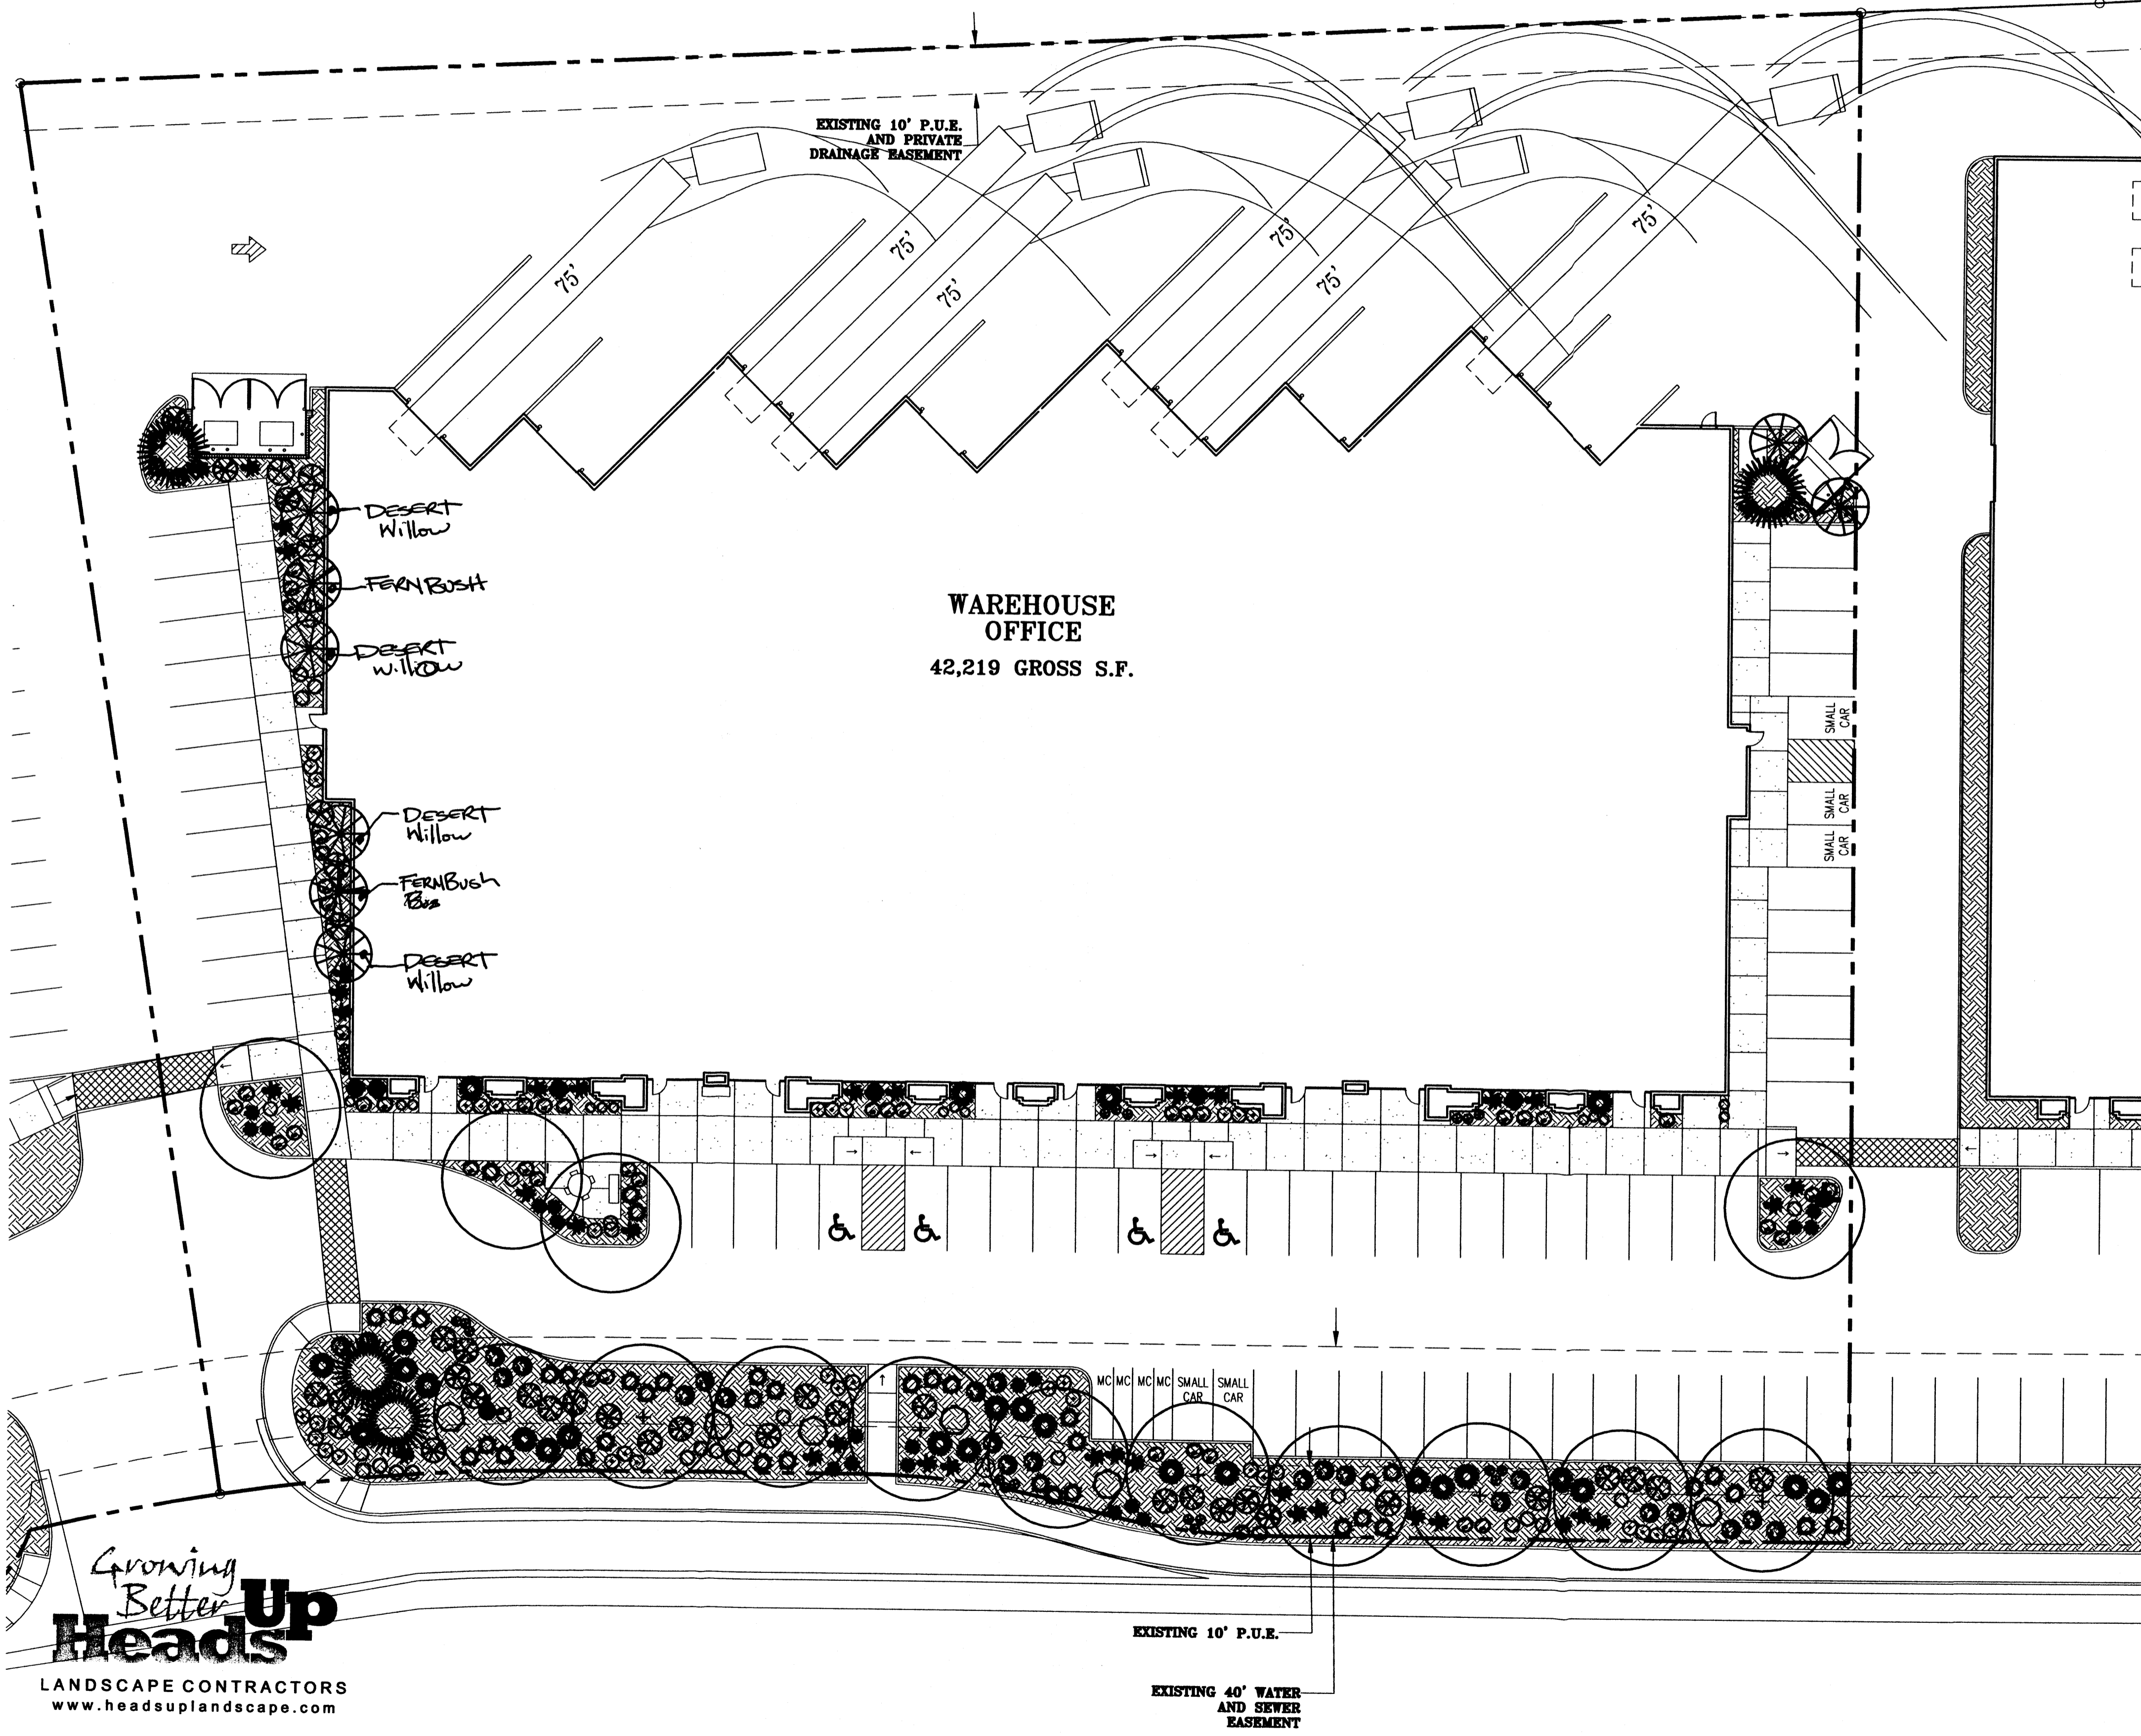 EXISTING 10' P.U.E.
AND PRIVATE
DRAINAGE EASEMENT
75'
75'
75'
75'
75'
75'
DESERT
Willow
FERN BUSH
DESERT
Willow
WAREHOUSE
OFFICE
42,219 GROSS S.F.
SMALL
CAR
SMALL
CAR
SMALL
CAR
DESERT
Willow
FERNBUSH
DESERT
Willow
MC MC MC MC SMALL
CAR
SMALL
CAR
Growing
Better
Heads Up
LANDSCAPE CONTRACTORS
www.headsuplandscape.com
EXISTING 10' P.U.E.
EXISTING 40' WATER
AND SEWER
EASEMENT